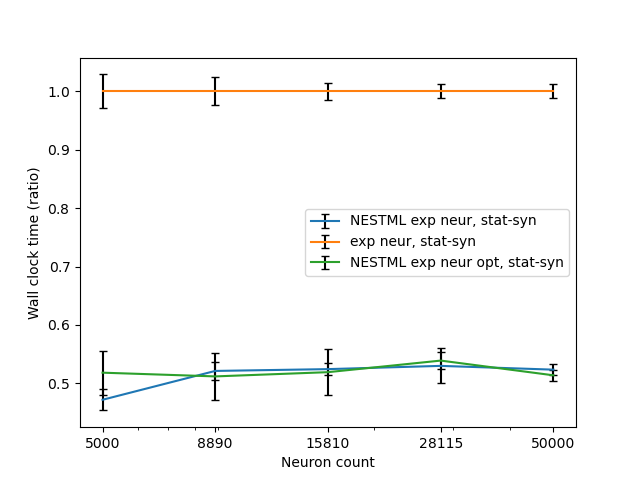 Wall clock time (ratio)
1.0
0.9
0.8
0.7
0.6
0.5
NESTML exp neur, stat-syn
exp neur, stat-syn
NESTML exp neur opt, stat-syn
5000 8890 15810 28115 50000
Neuron count